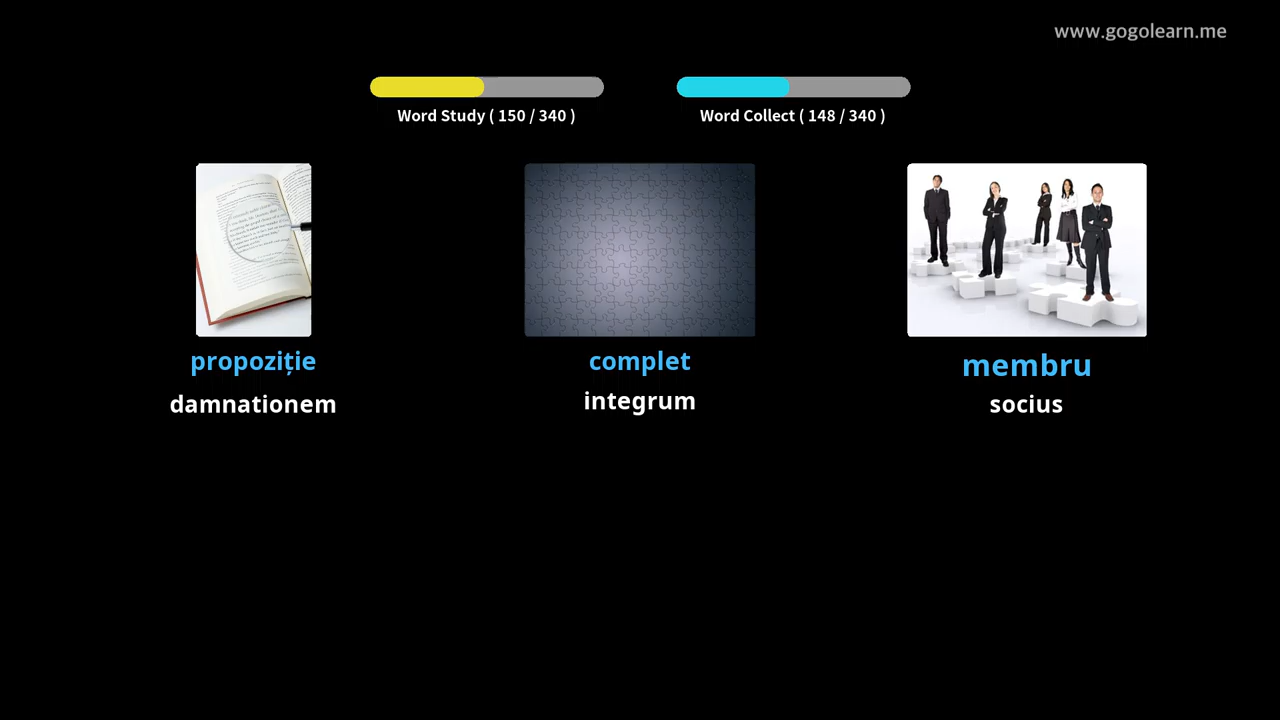 www.gogolearn.me
Word Study ( 150 / 340 )
Word Collect ( 148 / 340 )
propoziție
complet
membru
damnationem
integrum
socius